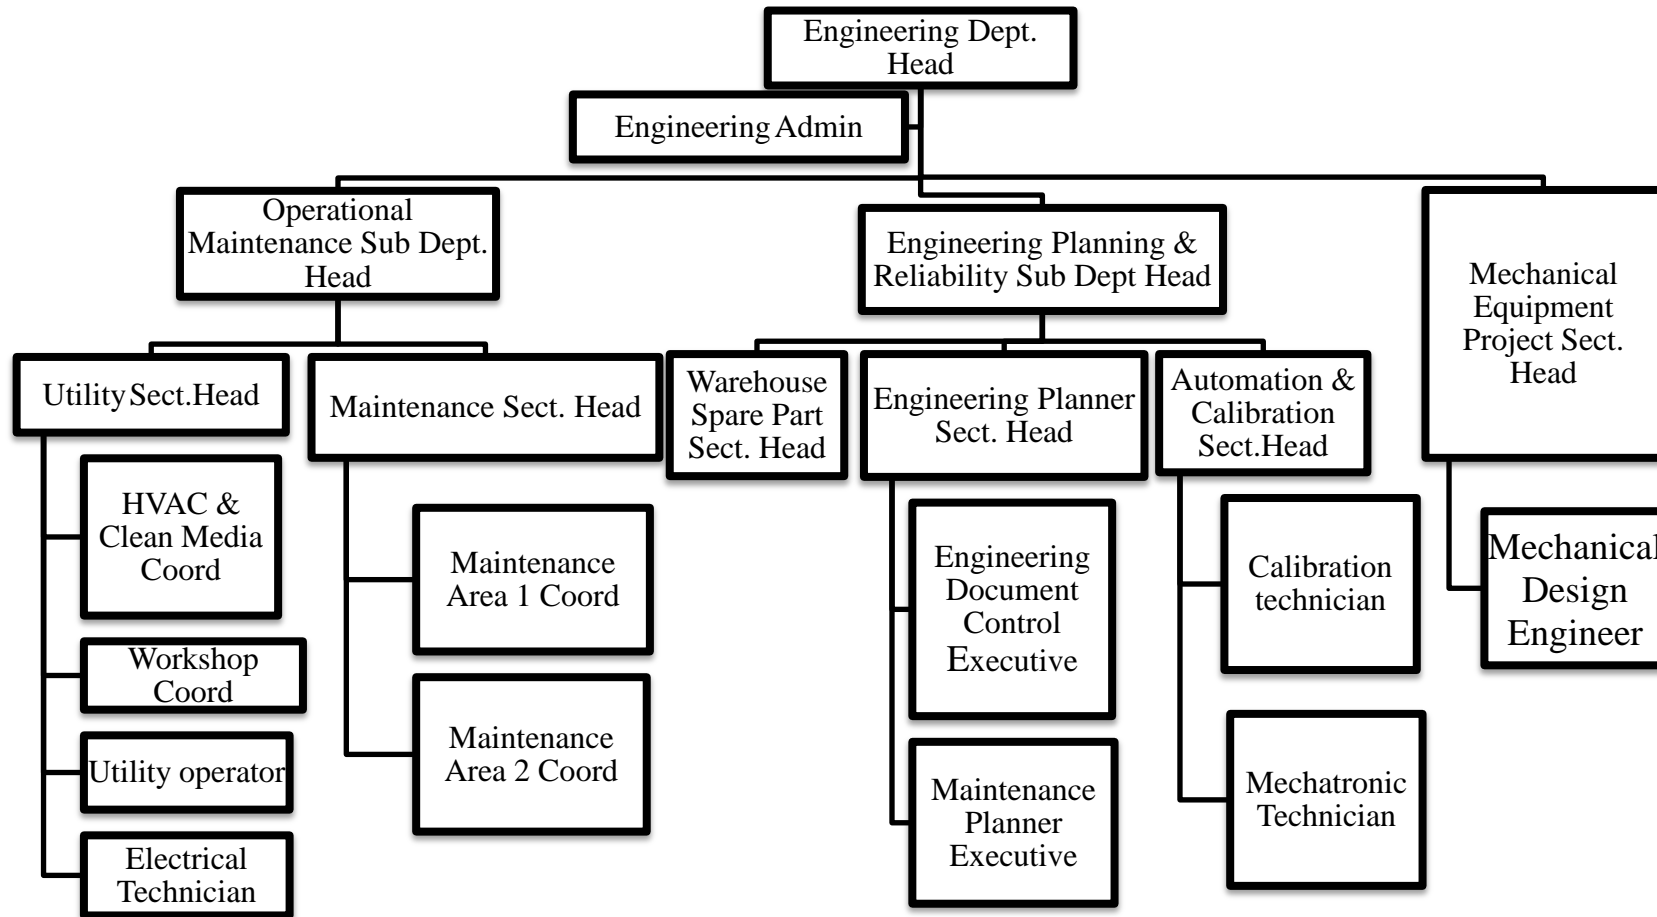 Engineering Dept.
Head
Engineering Admin
Operational
Maintenance Sub Dept.
Head
Engineering Planning &
Reliability Sub Dept Head
Mechanical
Equipment
Project Sect.
Head
Utility Sect.Head
Maintenance Sect. Head
Warehouse
Spare Part
Sect. Head
Engineering Planner
Sect. Head
Automation &
Calibration
Sect.Head
HVAC &
Clean Media
Coord
Workshop
Coord
Utility operator
Electrical
Technician
Maintenance
Area 1 Coord
Maintenance
Area 2 Coord
Engineering
Document
Control
Executive
Maintenance
Planner
Executive
Calibration
technician
Mechatronic
Technician
Mechanical
Design
Engineer